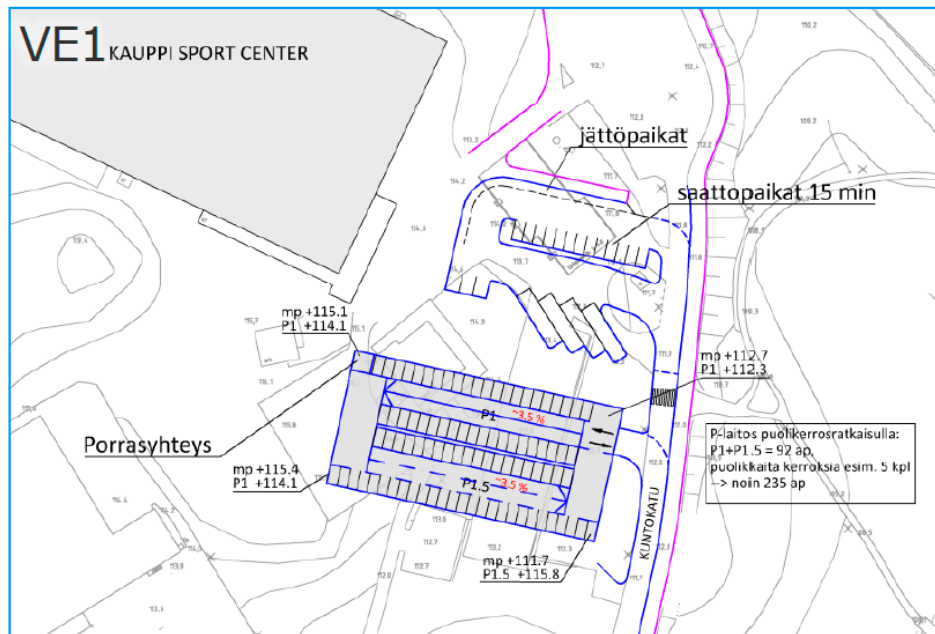 VE1 KAUPPI SPORT CENTER
jättöpaikat
saattopaikat 15 min
mp +115.1
P1 +114.1
mp +112.7
P1 +112.3
P1
~3.5 %
Porrasyhteys
P-laitos puolikerrosratkaisulla:
P1+P1.5 = 92 ap,
puolikkaita kerroksia esim. 5 kpl
--> noin 235 ap
mp +115.4
P1 +114.1
P1.5
~3.5 %
KUNTOKATU
mp +111.7
P1.5 +115.8